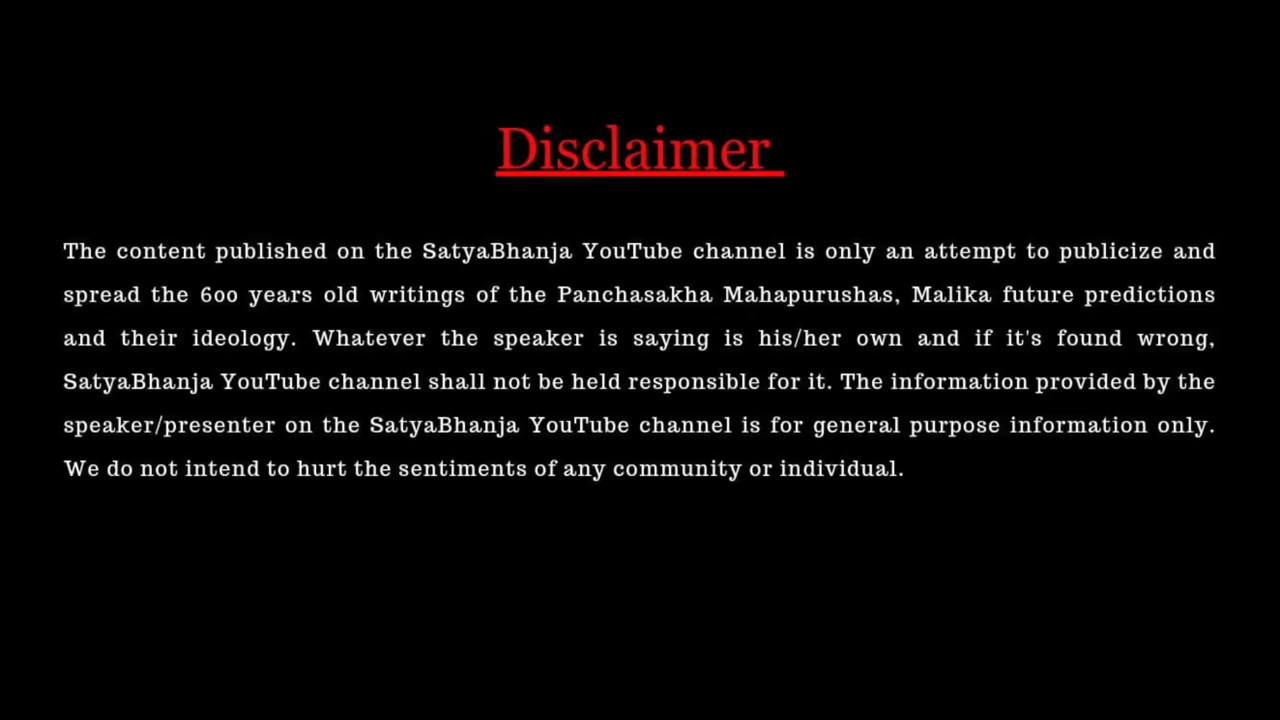 Disclaimer
The content published on the SatyaBhanja YouTube channel is only an attempt to publicize and
spread the 600 years old writings of the Panchasakha Mahapurushas, Malika future predictions
and their ideology. Whatever the speaker is saying is his/her own and if it's found wrong,
SatyaBhanja YouTube channel shall not be held responsible for it. The information provided by the
speaker/presenter on the SatyaBhanja YouTube channel is for general purpose information only.
We do not intend to hurt the sentiments of any community or individual.